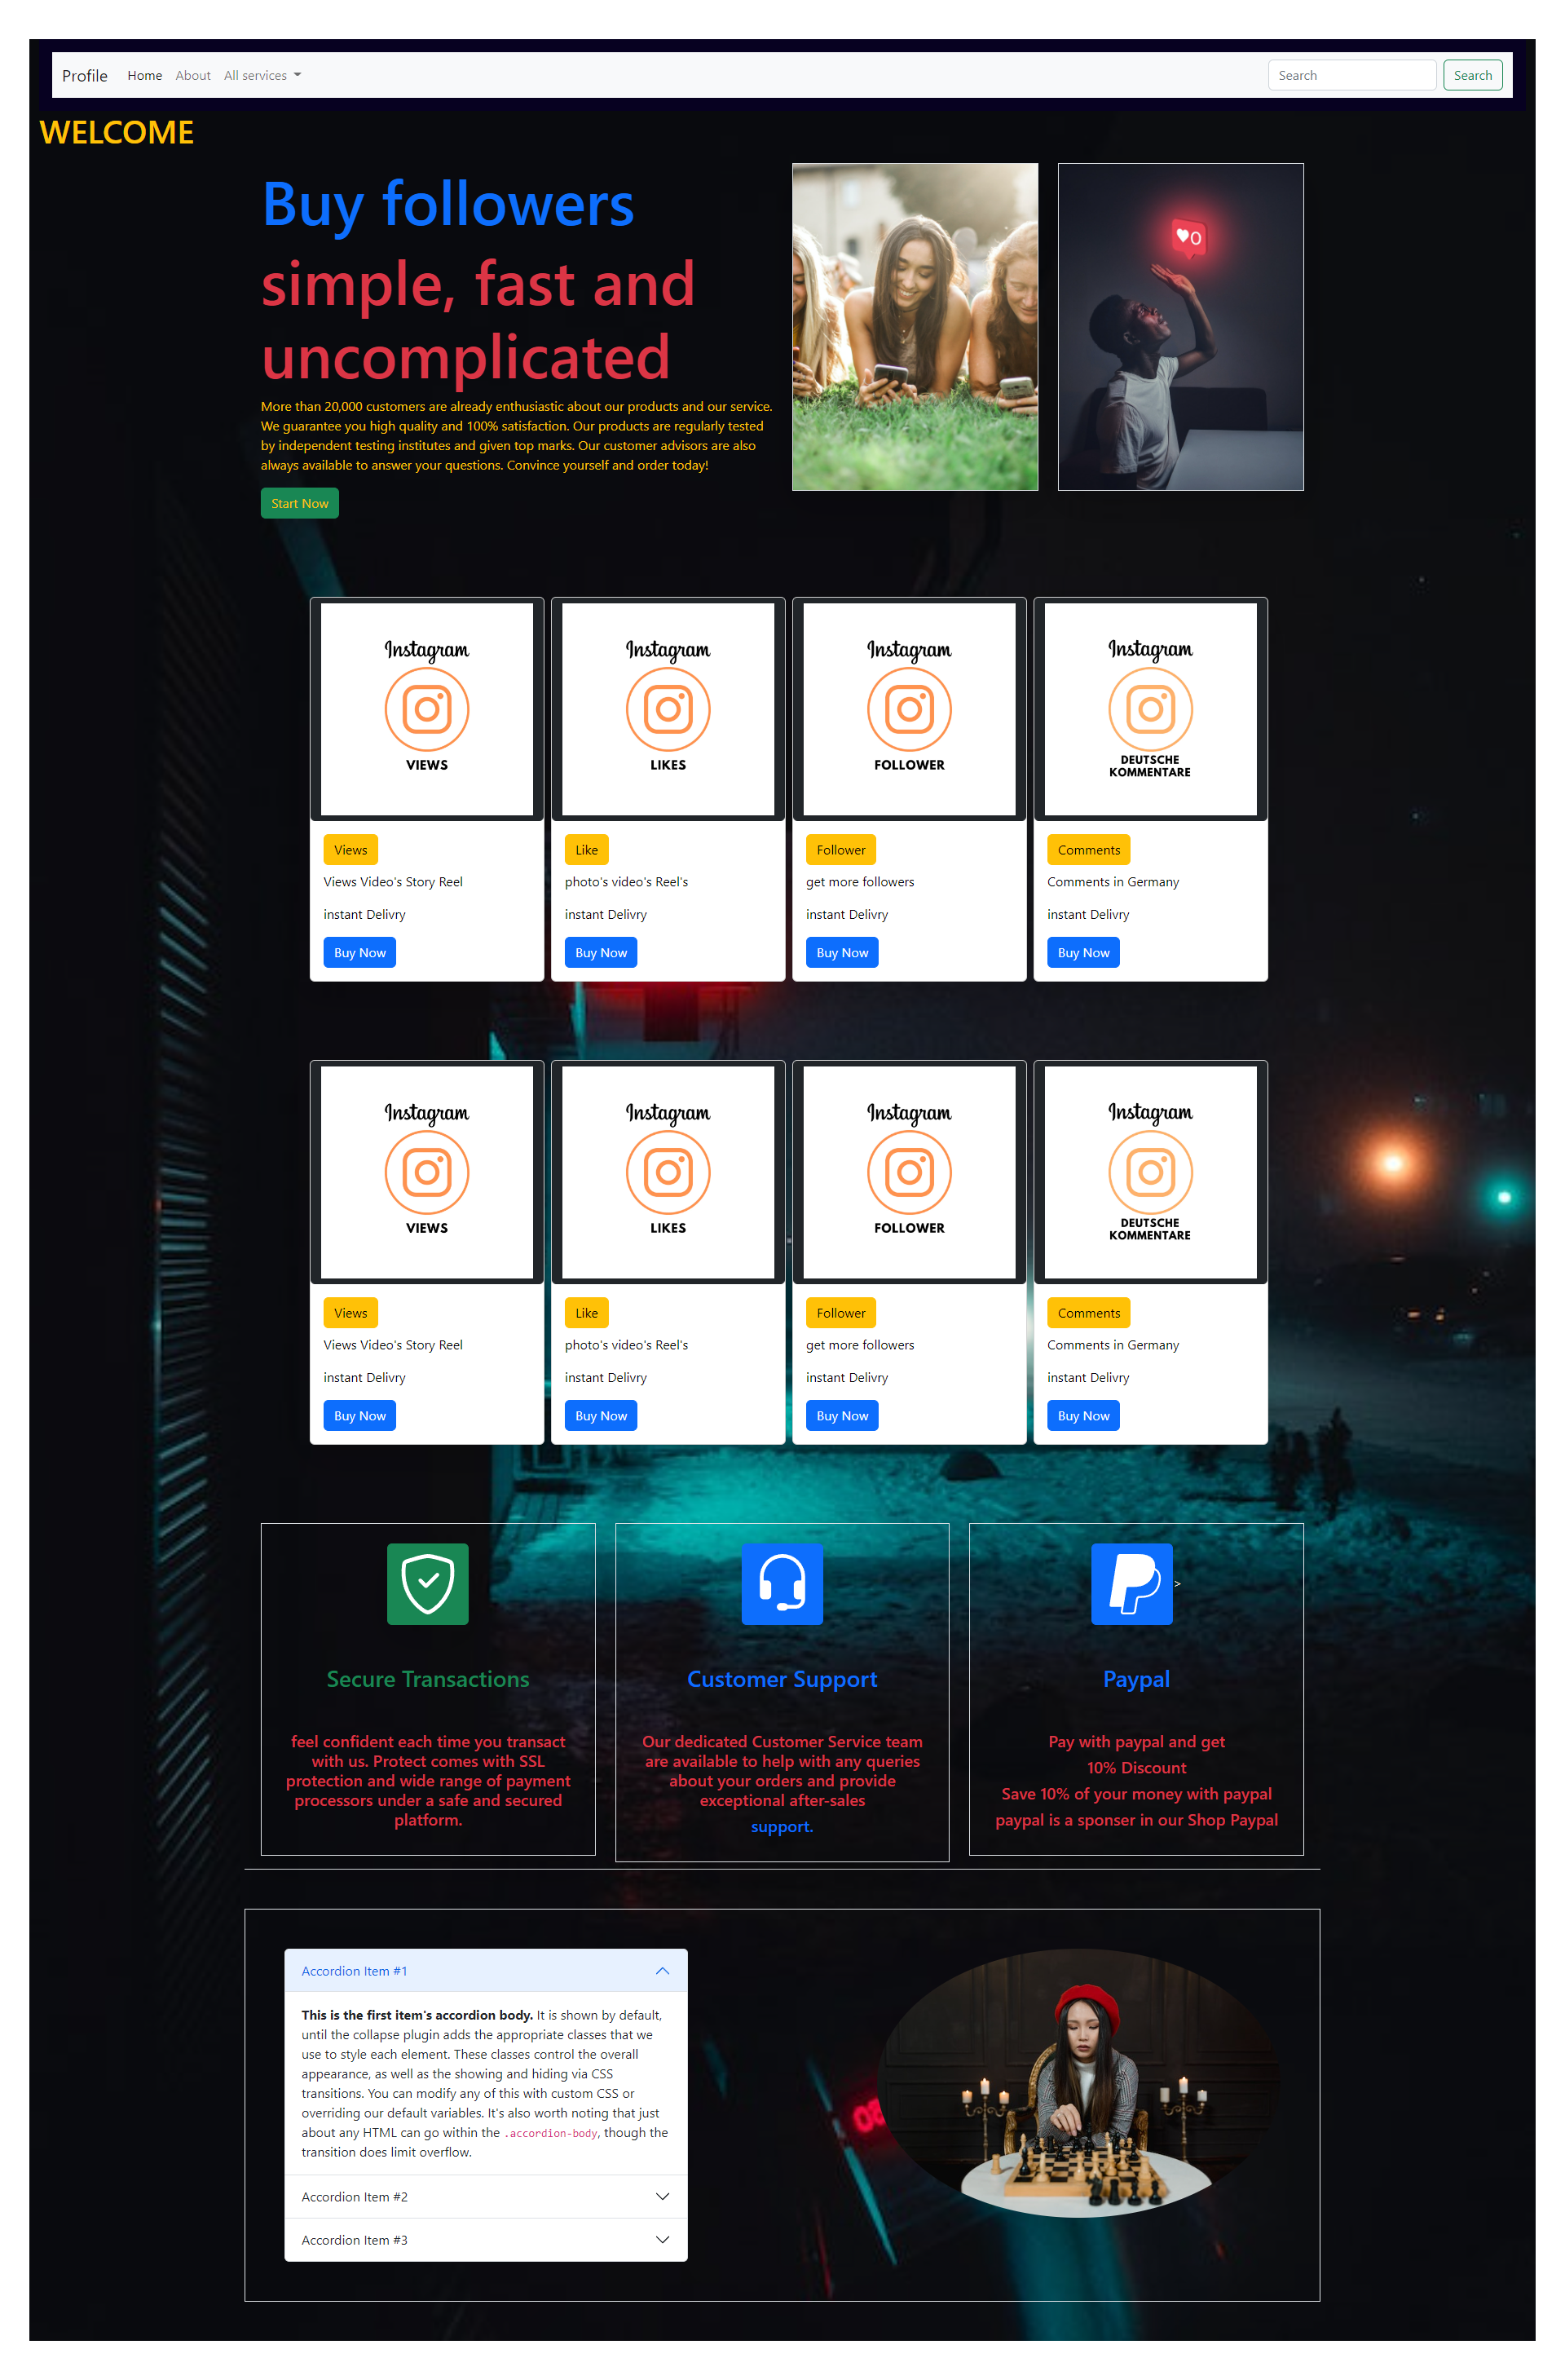 Profile Home About All services Search Search
WELCOME
Buy followers
simple, fast and
uncomplicated
More than 20,000 customers are already enthusiastic about our products and our service.
We guarantee you high quality and 100% satisfaction. Our products are regularly tested
by independent testing institutes and given top marks. Our customer advisors are also
always available to answer your questions. Convince yourself and order today!
Start Now
0
Instagram
VIEWS
Views
Views Video's Story Reel
instant Delivry
Buy Now
Instagram
LIKES
Like
photo's video's Reel's
instant Delivry
Buy Now
Instagram
FOLLOWER
Follower
get more followers
instant Delivry
Buy Now
Instagram
DEUTSCHE
KOMMENTARE
Comments
Comments in Germany
instant Delivry
Buy Now
Instagram
VIEWS
Views
Views Video's Story Reel
instant Delivry
Buy Now
Instagram
LIKES
Like
photo's video's Reel's
instant Delivry
Buy Now
Instagram
FOLLOWER
Follower
get more followers
instant Delivry
Buy Now
Instagram
DEUTSCHE
KOMMENTARE
Comments
Comments in Germany
instant Delivry
Buy Now
Secure Transactions
feel confident each time you transact
with us. Protect comes with SSL
protection and wide range of payment
processors under a safe and secured
platform.
Customer Support
Our dedicated Customer Service team
are available to help with any queries
about your orders and provide
exceptional after-sales
support.
>
Paypal
Pay with paypal and get
10% Discount
Save 10% of your money with paypal
paypal is a sponser in our Shop Paypal
Accordion Item #1
This is the first item's accordion body. It is shown by default,
until the collapse plugin adds the appropriate classes that we
use to style each element. These classes control the overall
appearance, as well as the showing and hiding via CSS
transitions. You can modify any of this with custom CSS or
overriding our default variables. It's also worth noting that just
about any HTML can go within the .accordion-body, though the
transition does limit overflow.
Accordion Item #2
Accordion Item #3